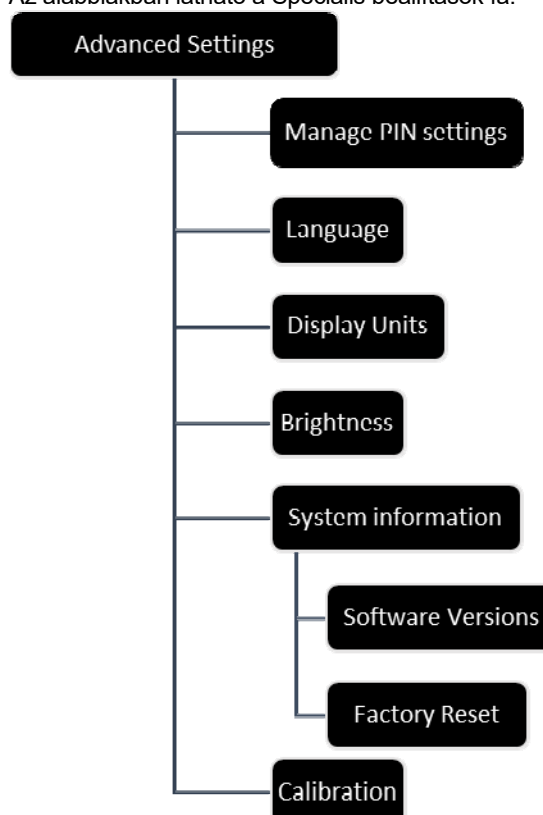 Az alábbiakban látható a Speciális beállítások fa:
Advanced Settings
Manage PIN settings
Language
Display Units
Brightness
System information
Software Versions
Factory Reset
Calibration